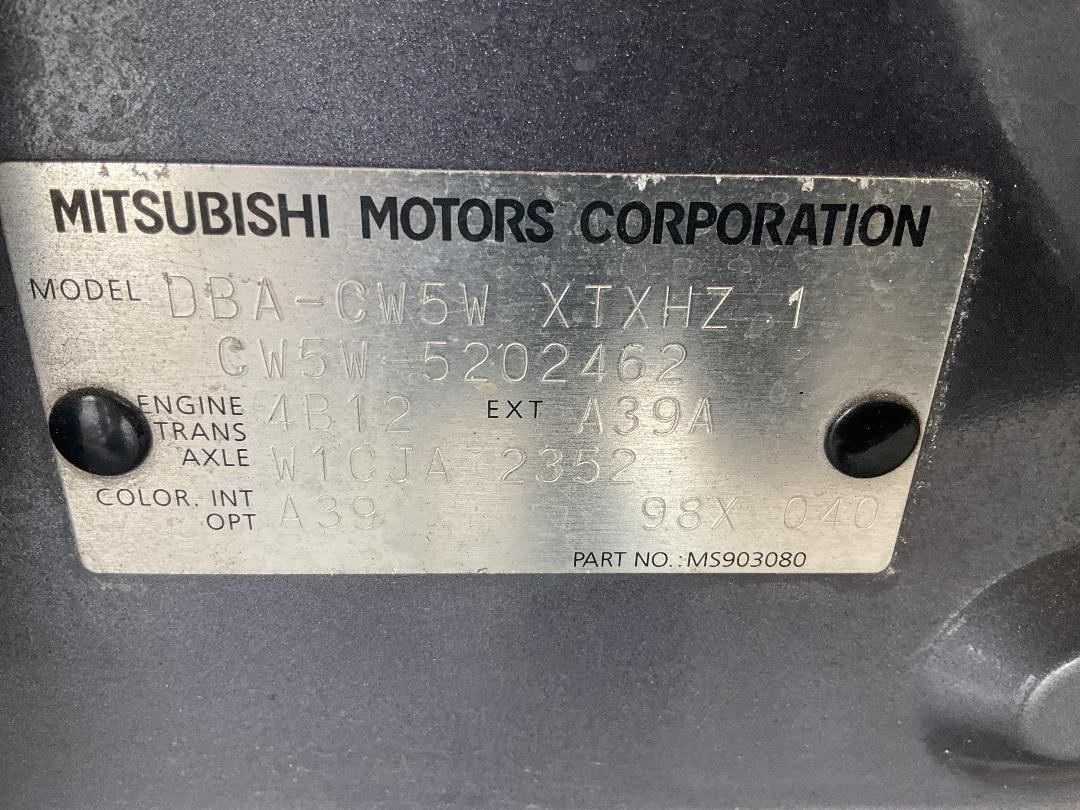 MITSUBISHI MOTORS CORPORATION
MODEL DBA-CW5W XTXHZ 1
CW5W-5202462
ENGINE 4B12 EXT A39A
TRANS
AXLE W1CJA 2352
COLOR. INT
OPT A39 98X 040
PART NO.:MS903080